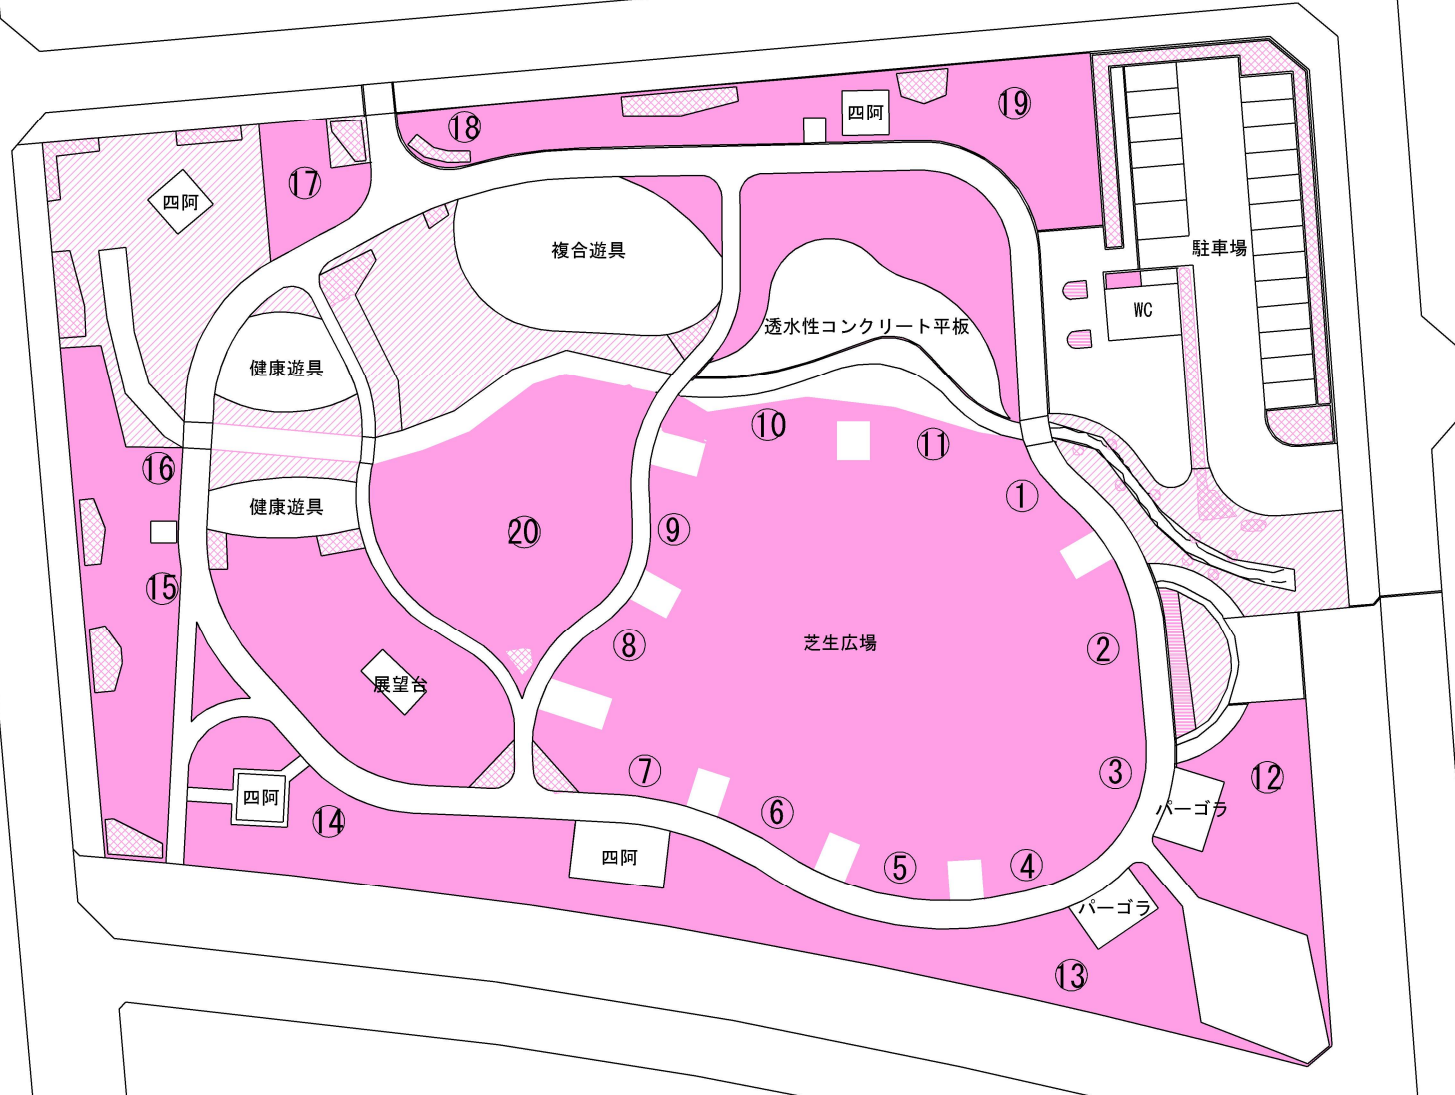 ⑲
四阿
⑱
⑰
四阿
複合遊具
駐車場
WC
透水性コンクリート平板
健康遊具
⑩
⑪
⑯
①
健康遊具
⑳
⑨
⑮
芝生広場
⑧
②
展望台
⑦
③
⑫
四阿
パーゴラ
⑥
⑭
四阿
⑤
④
パーゴラ
⑬